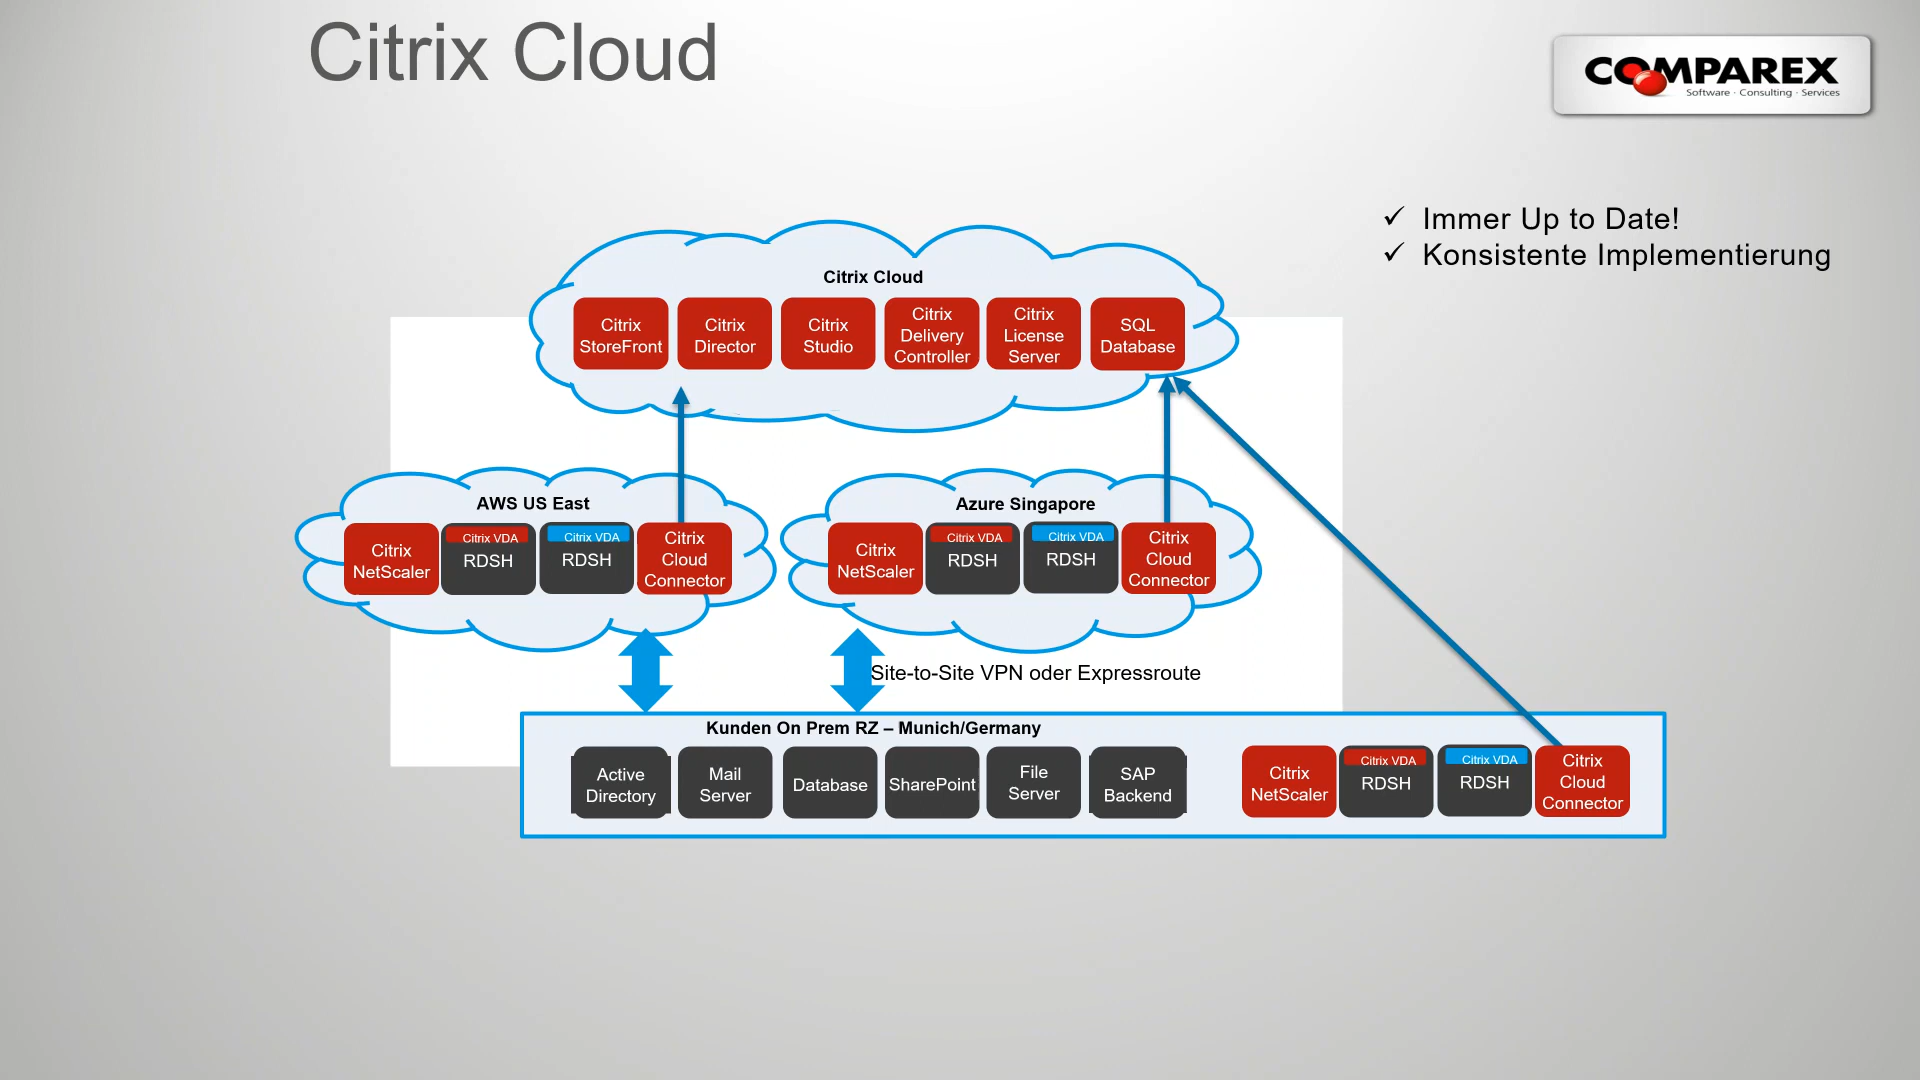 Citrix Cloud
COMPAREX
Software · Consulting · Services
✓ Immer Up to Date!
✓ Konsistente Implementierung
Citrix Cloud
Citrix
StoreFront
Citrix
Director
Citrix
Studio
Citrix
Delivery
Controller
Citrix
License
Server
SQL
Database
AWS US East
Citrix
NetScaler
Citrix VDA
RDSH
Citrix VDA
RDSH
Citrix
Cloud
Connector
Azure Singapore
Citrix
NetScaler
Citrix VDA
RDSH
Citrix VDA
RDSH
Citrix
Cloud
Connector
Site-to-Site VPN oder Expressroute
Kunden On Prem RZ – Munich/Germany
Active
Directory
Mail
Server
Database
SharePoint
File
Server
SAP
Backend
Citrix
NetScaler
Citrix VDA
RDSH
Citrix VDA
RDSH
Citrix
Cloud
Connector